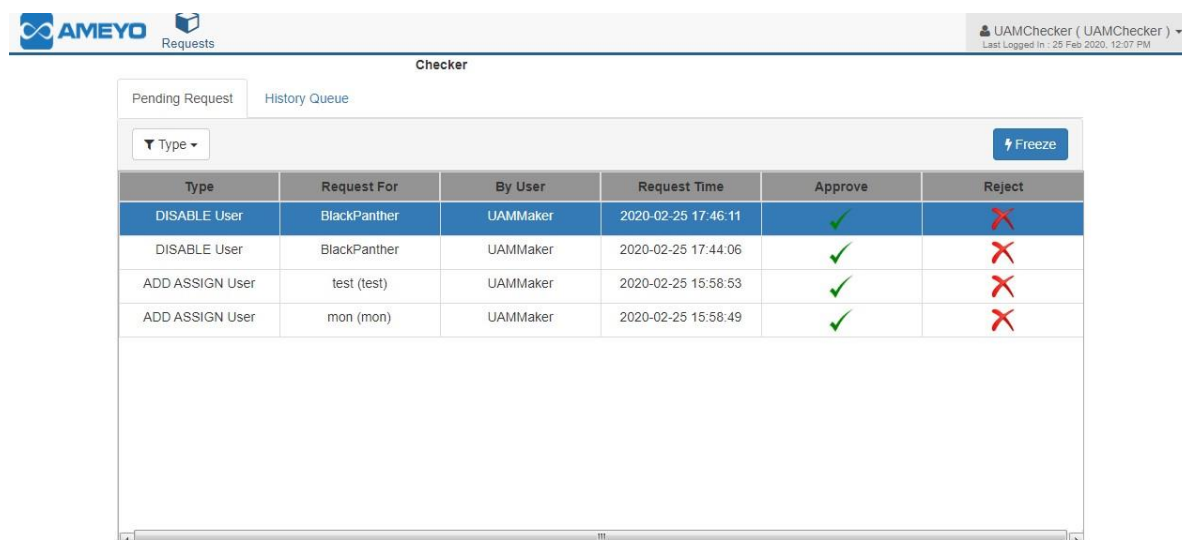 AMEYO
Requests
UAMChecker ( UAMChecker )
Last Logged In : 25 Feb 2020, 12:07 PM
Checker
Pending Request History Queue
Type Freeze
Type Request For By User Request Time Approve Reject
DISABLE User BlackPanther UAMMaker 2020-02-25 17:46:11
DISABLE User BlackPanther UAMMaker 2020-02-25 17:44:06
ADD ASSIGN User test (test) UAMMaker 2020-02-25 15:58:53
ADD ASSIGN User mon (mon) UAMMaker 2020-02-25 15:58:49